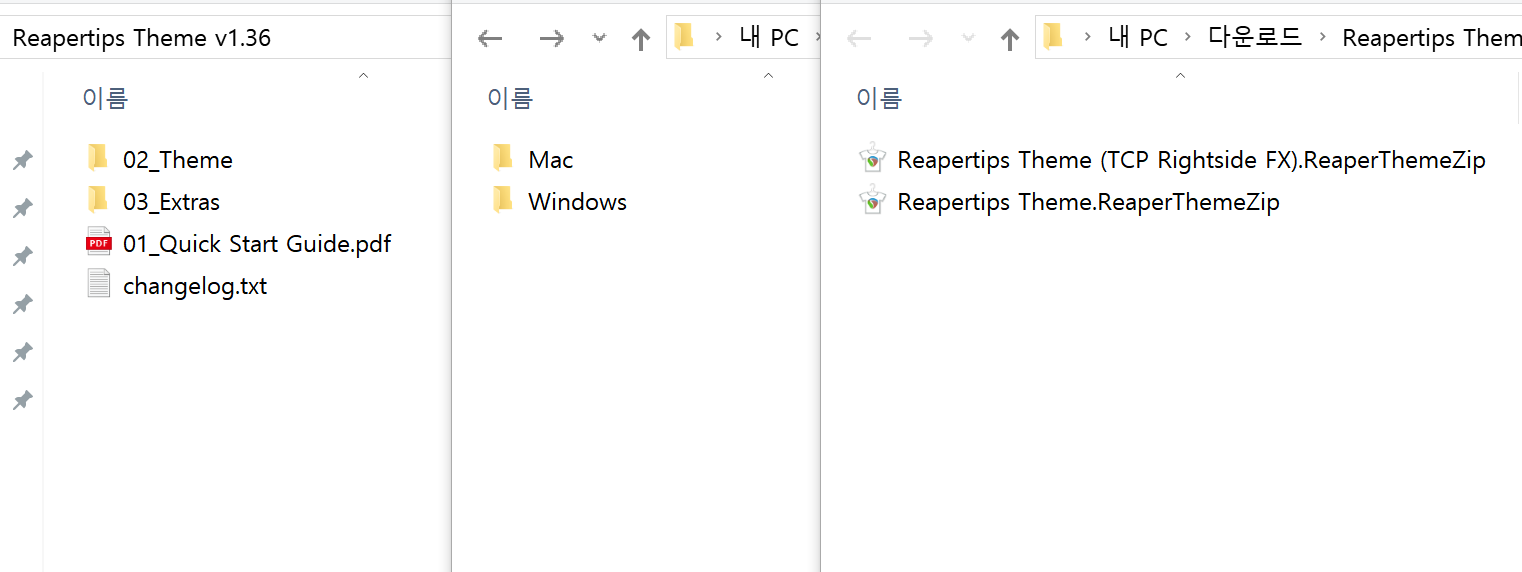 Reapertips Theme v1.36
이름
02_Theme
03_Extras
PDF
01_Quick Start Guide.pdf
changelog.txt
내 PC
이름
Mac
Windows
내 PC 다운로드 Reapertips Them
이름
Reapertips Theme (TCP Rightside FX).ReaperThemeZip
Reapertips Theme.ReaperThemeZip